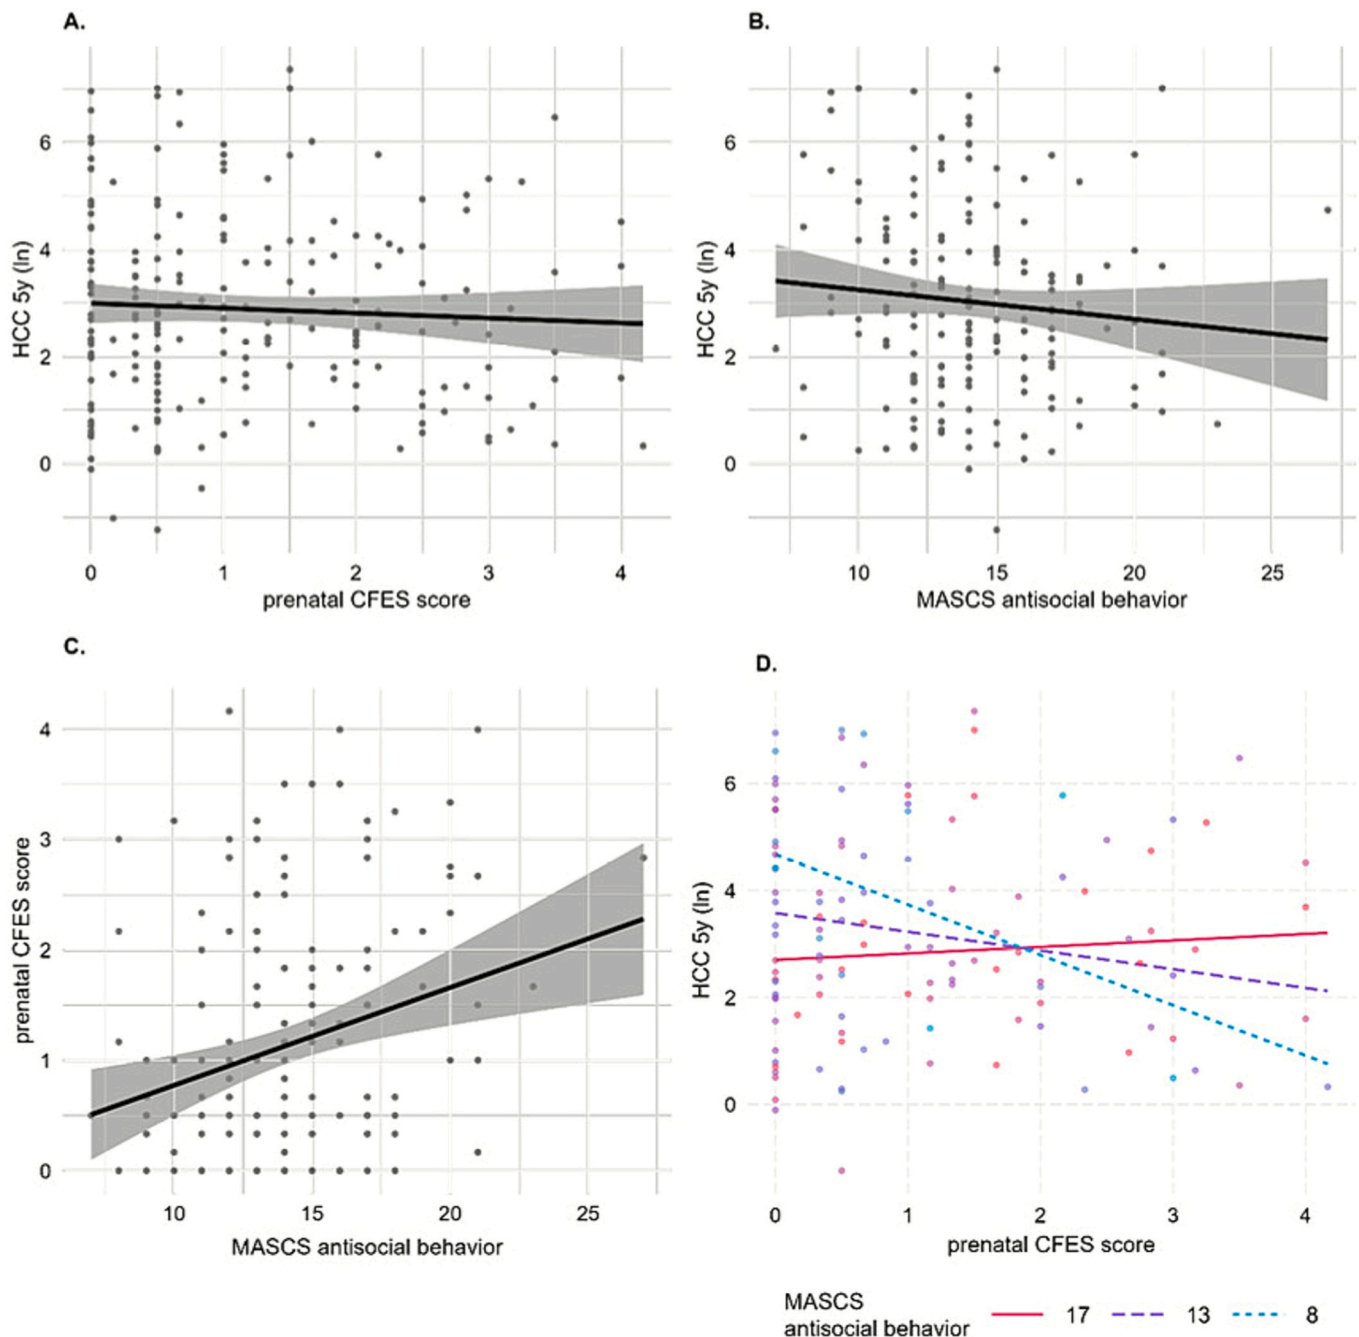 A.
HCC 5y (ln)
6
4
2
0
0 1 2 3 4
prenatal CFES score
B.
HCC 5y (ln)
6
4
2
0
10 15 20 25
MASCS antisocial behavior
C.
prenatal CFES score
4
3
2
1
0
10 15 20 25
MASCS antisocial behavior
D.
HCC 5y (ln)
6
4
2
0
0 1 2 3 4
prenatal CFES score
MASCS
antisocial behavior 17 13 8